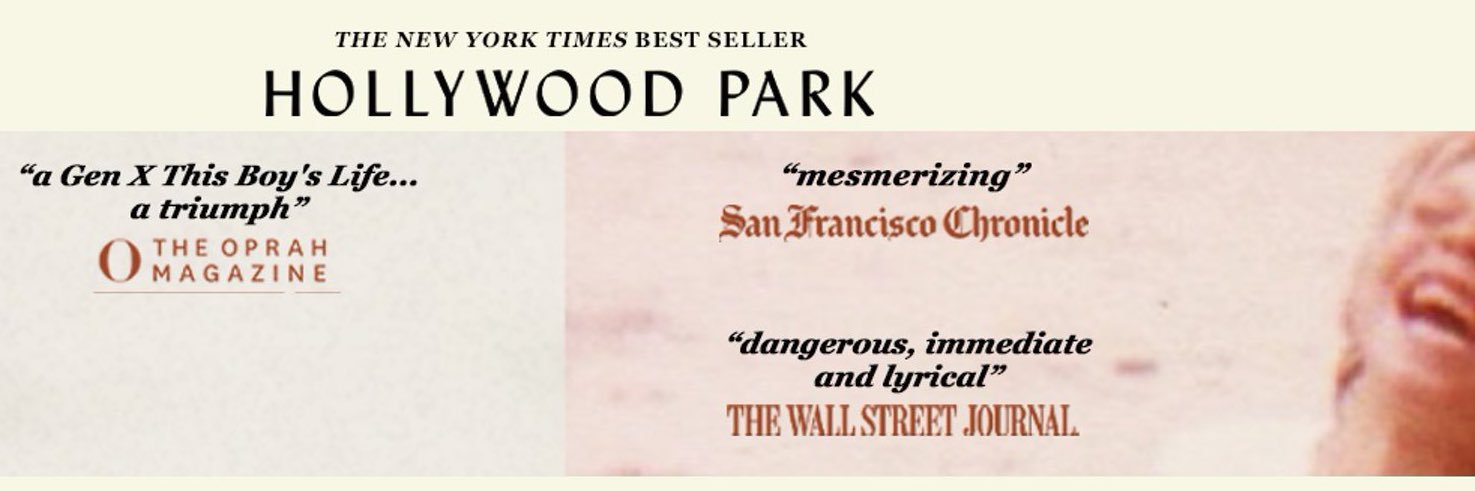 THE NEW YORK TIMES BEST SELLER
HOLLYWOOD PARK
“a Gen X This Boy's Life...
a triumph”
O THE OPRAH
MAGAZINE
“mesmerizing”
San Francisco Chronicle
“dangerous, immediate
and lyrical”
THE WALL STREET JOURNAL